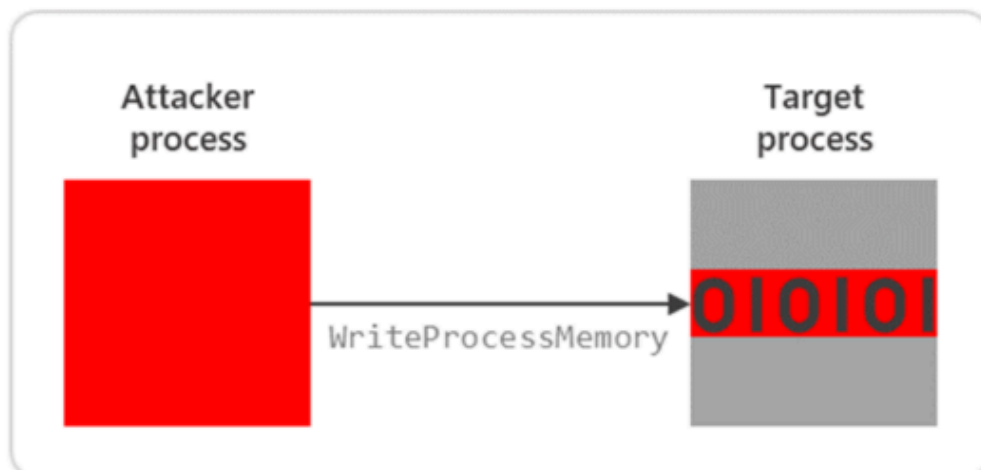 Attacker
process
Target
process
010101
WriteProcessMemory